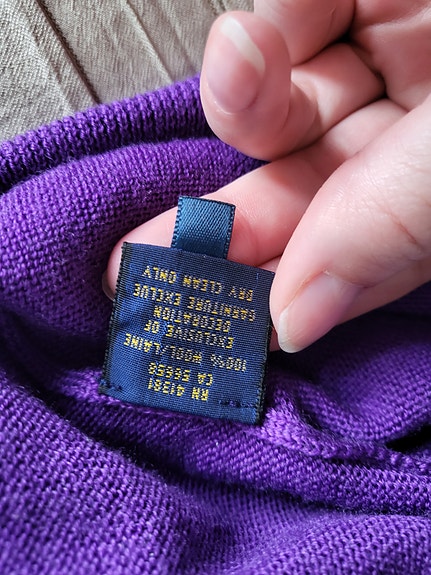 RN 41381
CA 56658
100% WOOL/LAINE
EXCLUSIVE OF
DECORATION
GARNITURE EXCLUE
DRY CLEAN ONLY